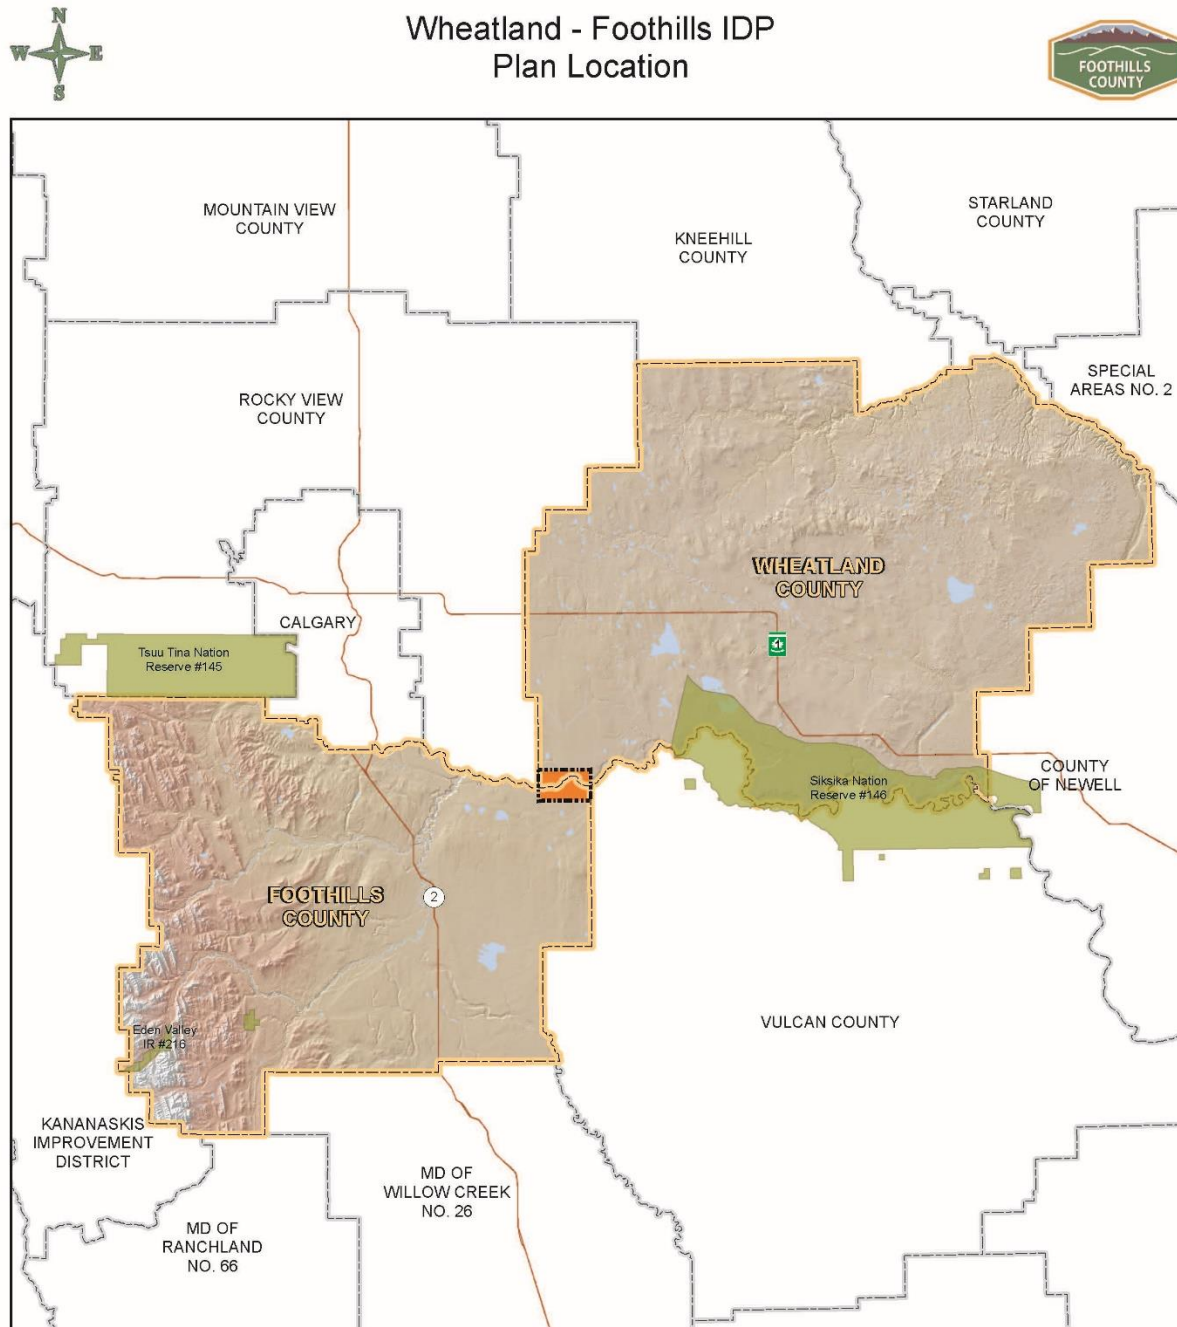 N
W
E
S
Wheatland - Foothills IDP
Plan Location
FOOTHILLS
COUNTY
MOUNTAIN VIEW
COUNTY
KNEEHILL
COUNTY
STARLAND
COUNTY
SPECIAL
AREAS NO. 2
ROCKY VIEW
COUNTY
WHEATLAND
COUNTY
CALGARY
1
Tsuu Tina Nation
Reserve #145
COUNTY
OF NEWELL
Siksika Nation
Reserve #146
FOOTHILLS
COUNTY
2
VULCAN COUNTY
Eden Valley
IR #216
KANANASKIS
IMPROVEMENT
DISTRICT
MD OF
WILLOW CREEK
NO. 26
MD OF
RANCHLAND
NO. 66